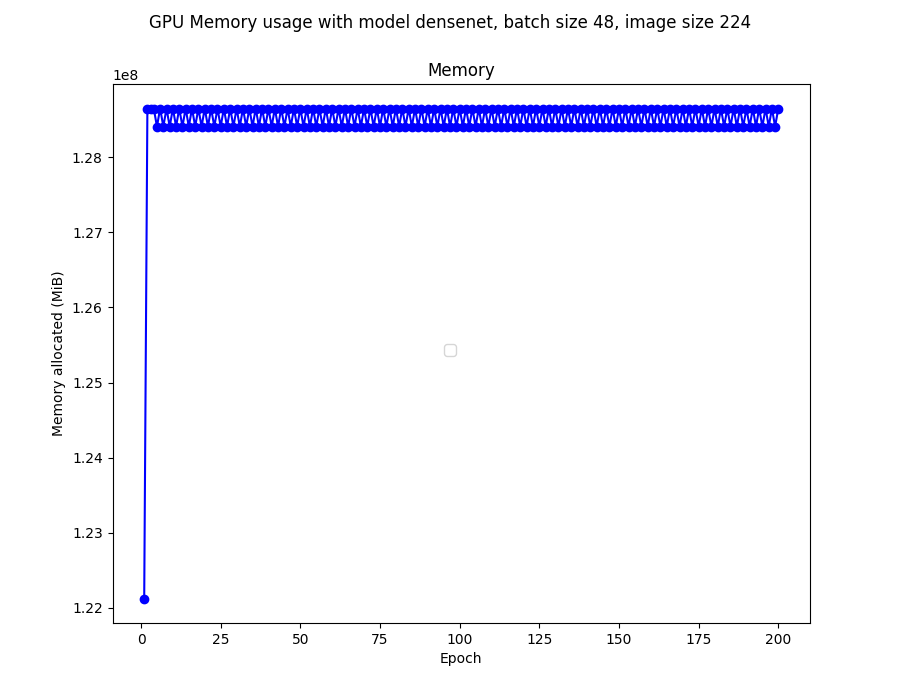 GPU Memory usage with model densenet, batch size 48, image size 224
Memory
1e8
1.28
1.27
1.26
1.25
1.24
1.23
1.22
Memory allocated (MiB)
0 25 50 75 100 125 150 175 200
Epoch